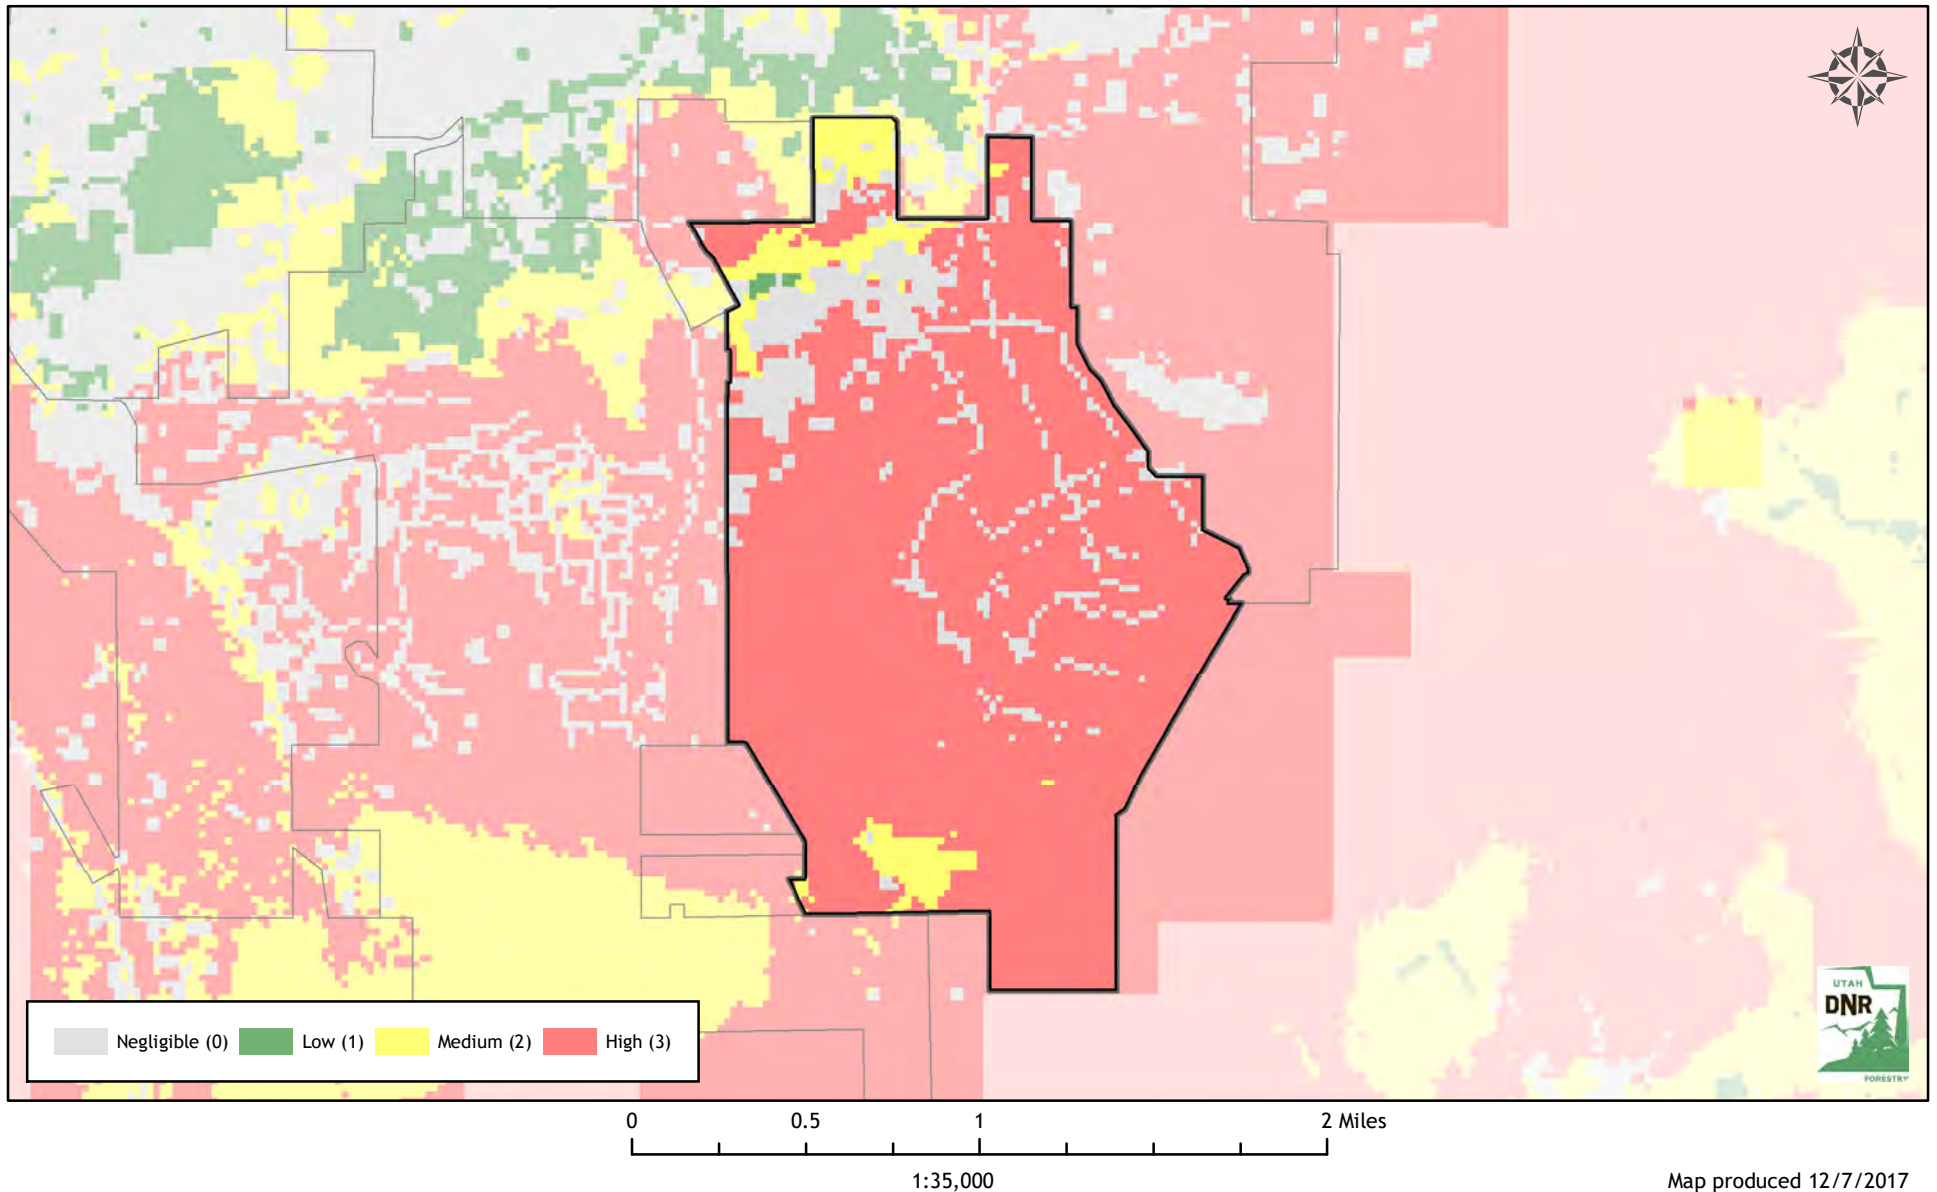 UTAH
DNR
FORESTRY
Negligible (0) Low (1) Medium (2) High (3)
0 0.5 1 2 Miles
1:35,000
Map produced 12/7/2017